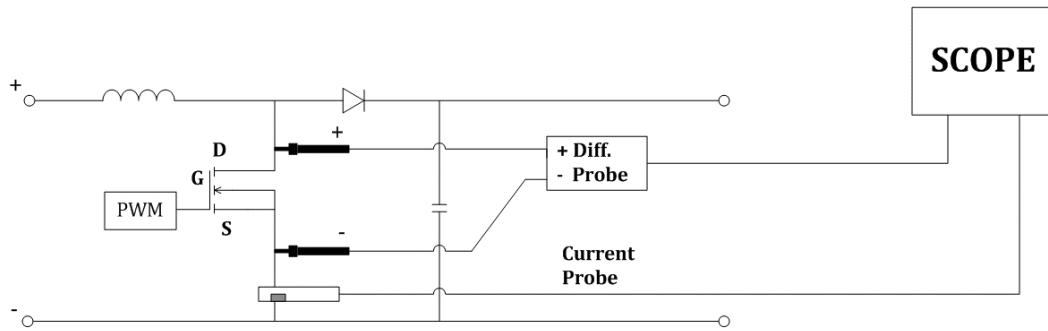 SCOPE
+
+
D
+ Diff.
G
- Probe
PWM
S
-
Current
Probe
-